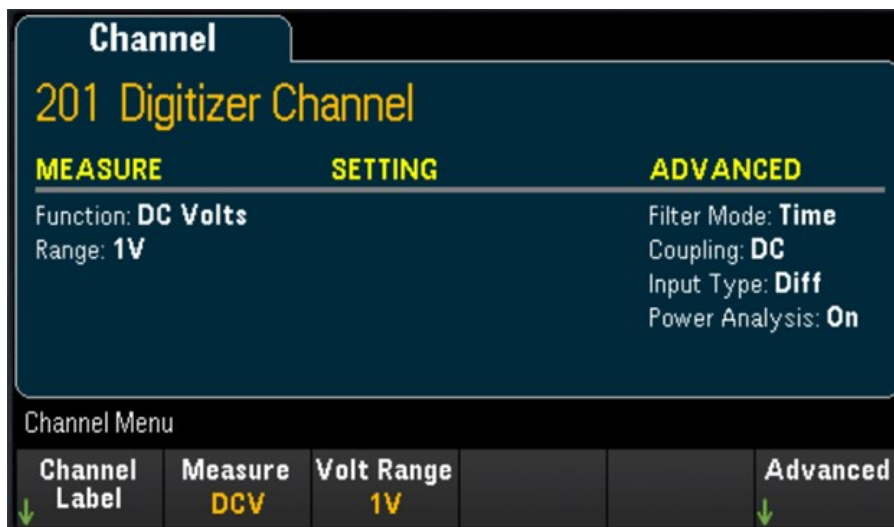 Channel
201 Digitizer Channel
MEASURE SETTING ADVANCED
Function: DC Volts
Range: 1V
Filter Mode: Time
Coupling: DC
Input Type: Diff
Power Analysis: On
Channel Menu
Channel Label
Measure DCV
Volt Range 1V
Advanced